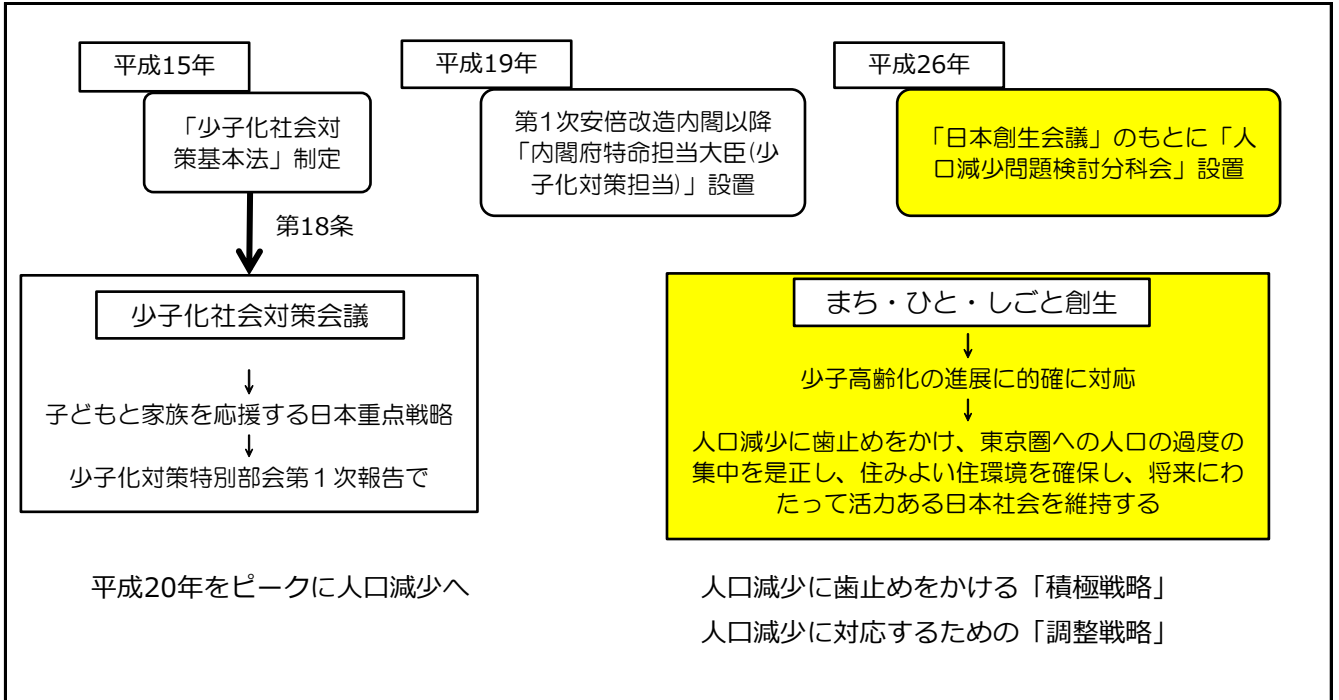 平成15年
「少子化社会対
策基本法」制定
平成19年
第1次安倍改造内閣以降
「内閣府特命担当大臣(少
子化対策担当)」設置
平成26年
「日本創生会議」のもとに「人
口減少問題検討分科会」設置
第18条
少子化社会対策会議
↓
子どもと家族を応援する日本重点戦略
↓
少子化対策特別部会第１次報告で
まち・ひと・しごと創生
↓
少子高齢化の進展に的確に対応
↓
人口減少に歯止めをかけ、東京圏への人口の過度の
集中を是正し、住みよい住環境を確保し、将来にわ
たって活力ある日本社会を維持する
平成20年をピークに人口減少へ
人口減少に歯止めをかける「積極戦略」
人口減少に対応するための「調整戦略」